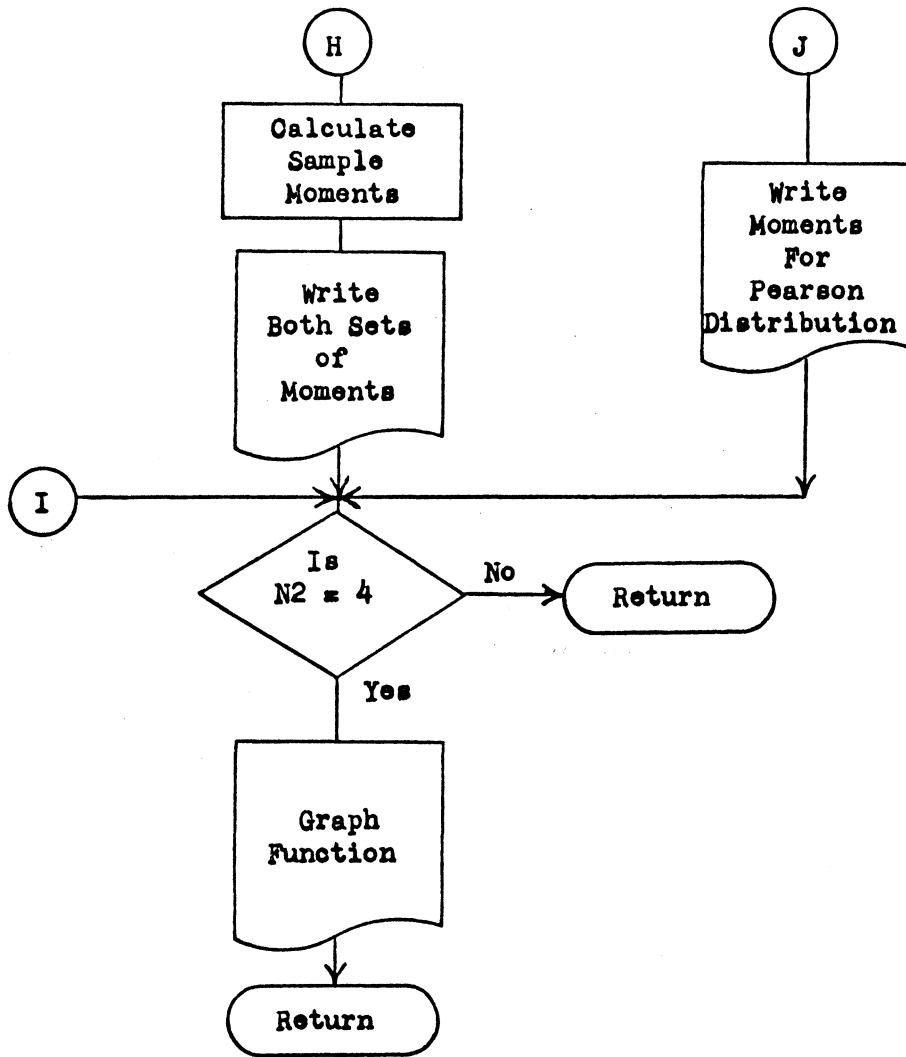 H
J
Calculate
Sample
Moments
Write
Moments
For
Pearson
Distribution
Write
Both Sets
of
Moments
I
Is
N2 = 4
No
Return
Yes
Graph
Function
Return